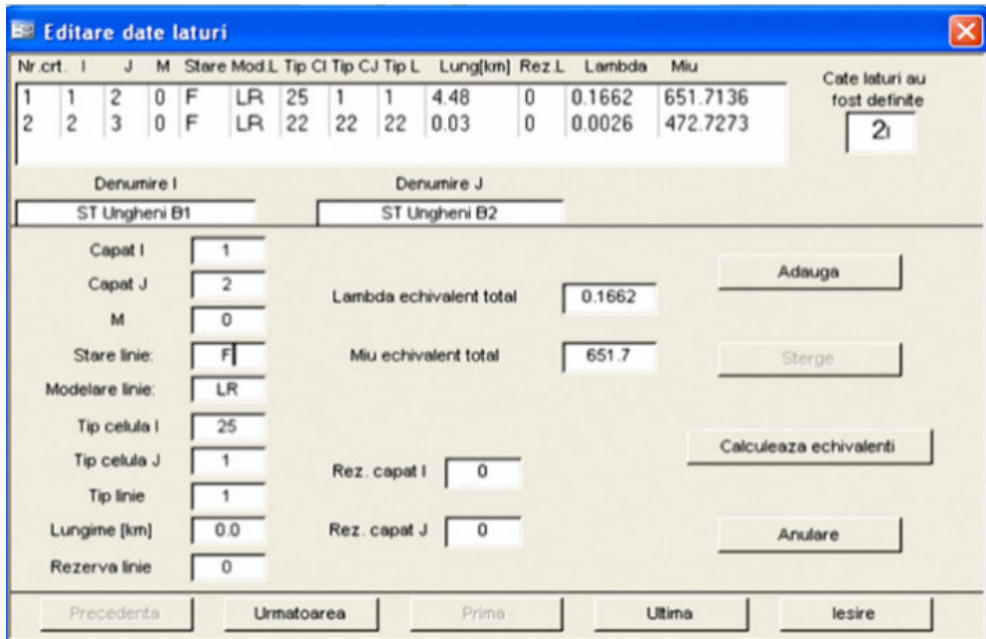 Editare date laturi
Nr.crt. I J M Stare Mod.L Tip CI Tip CJ Tip L Lung[km] Rez.L Lambda Miu
1 1 2 0 F LR 25 1 1 4.48 0 0.1662 651.7136
2 2 3 0 F LR 22 22 22 0.03 0 0.0026 472.7273
Cate laturi au
fost definite
2
Denumire I Denumire J
ST Ungheni B1 ST Ungheni B2
Capat I 1
Capat J 2
M 0
Stare linie: F
Modelare linie: LR
Tip celula I 25
Tip celula J 1
Tip linie 1
Lungime [km] 0.0
Rezerva linie 0
Lambda echivalent total 0.1662
Miu echivalent total 651.7
Rez. capat I 0
Rez. capat J 0
Adauga
Sterge
Calculeaza echivalenti
Anulare
Precedenta Urmatoarea Prima Ultima Iesire